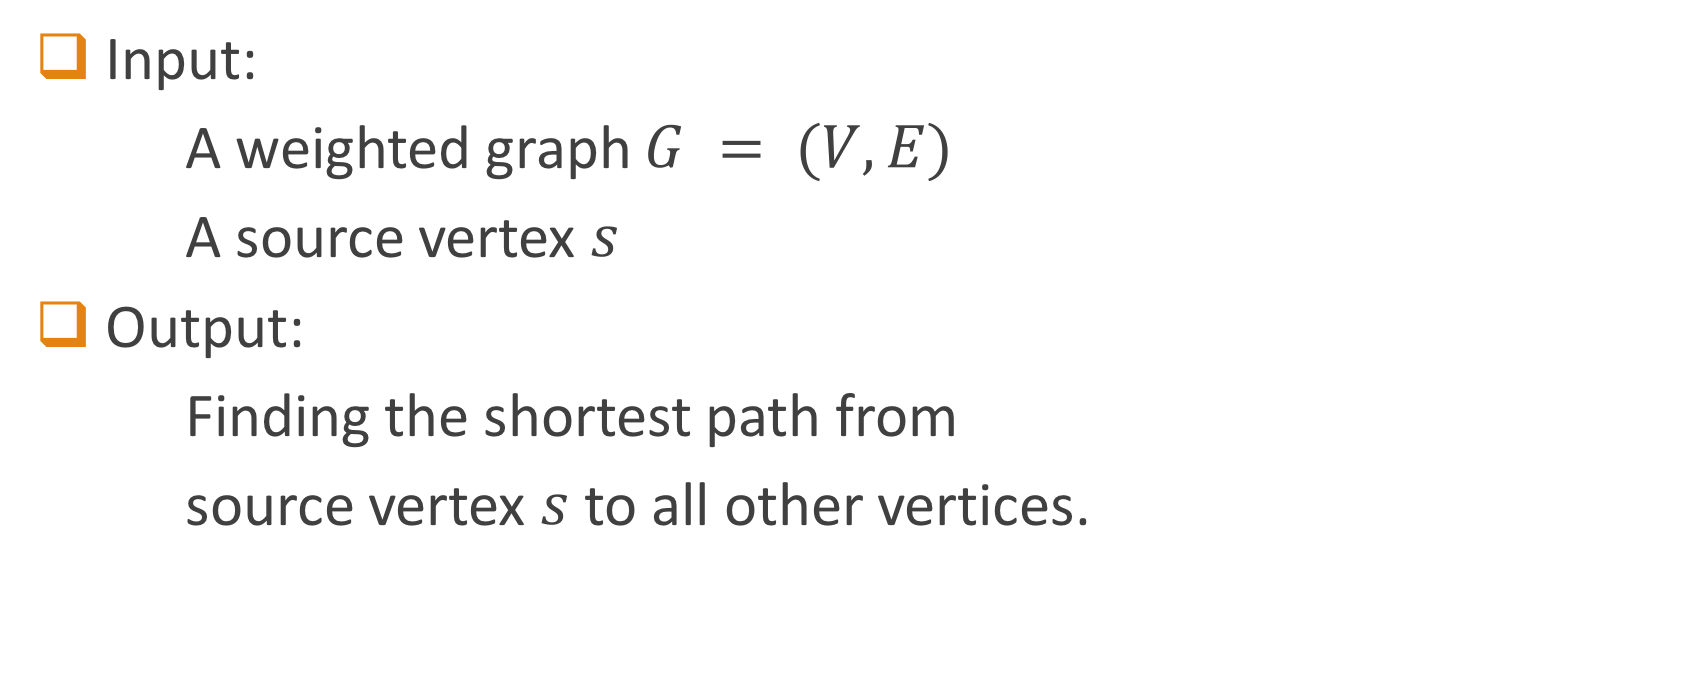 Input:
A weighted graph G = (V, E)
A source vertex s
Output:
Finding the shortest path from
source vertex s to all other vertices.